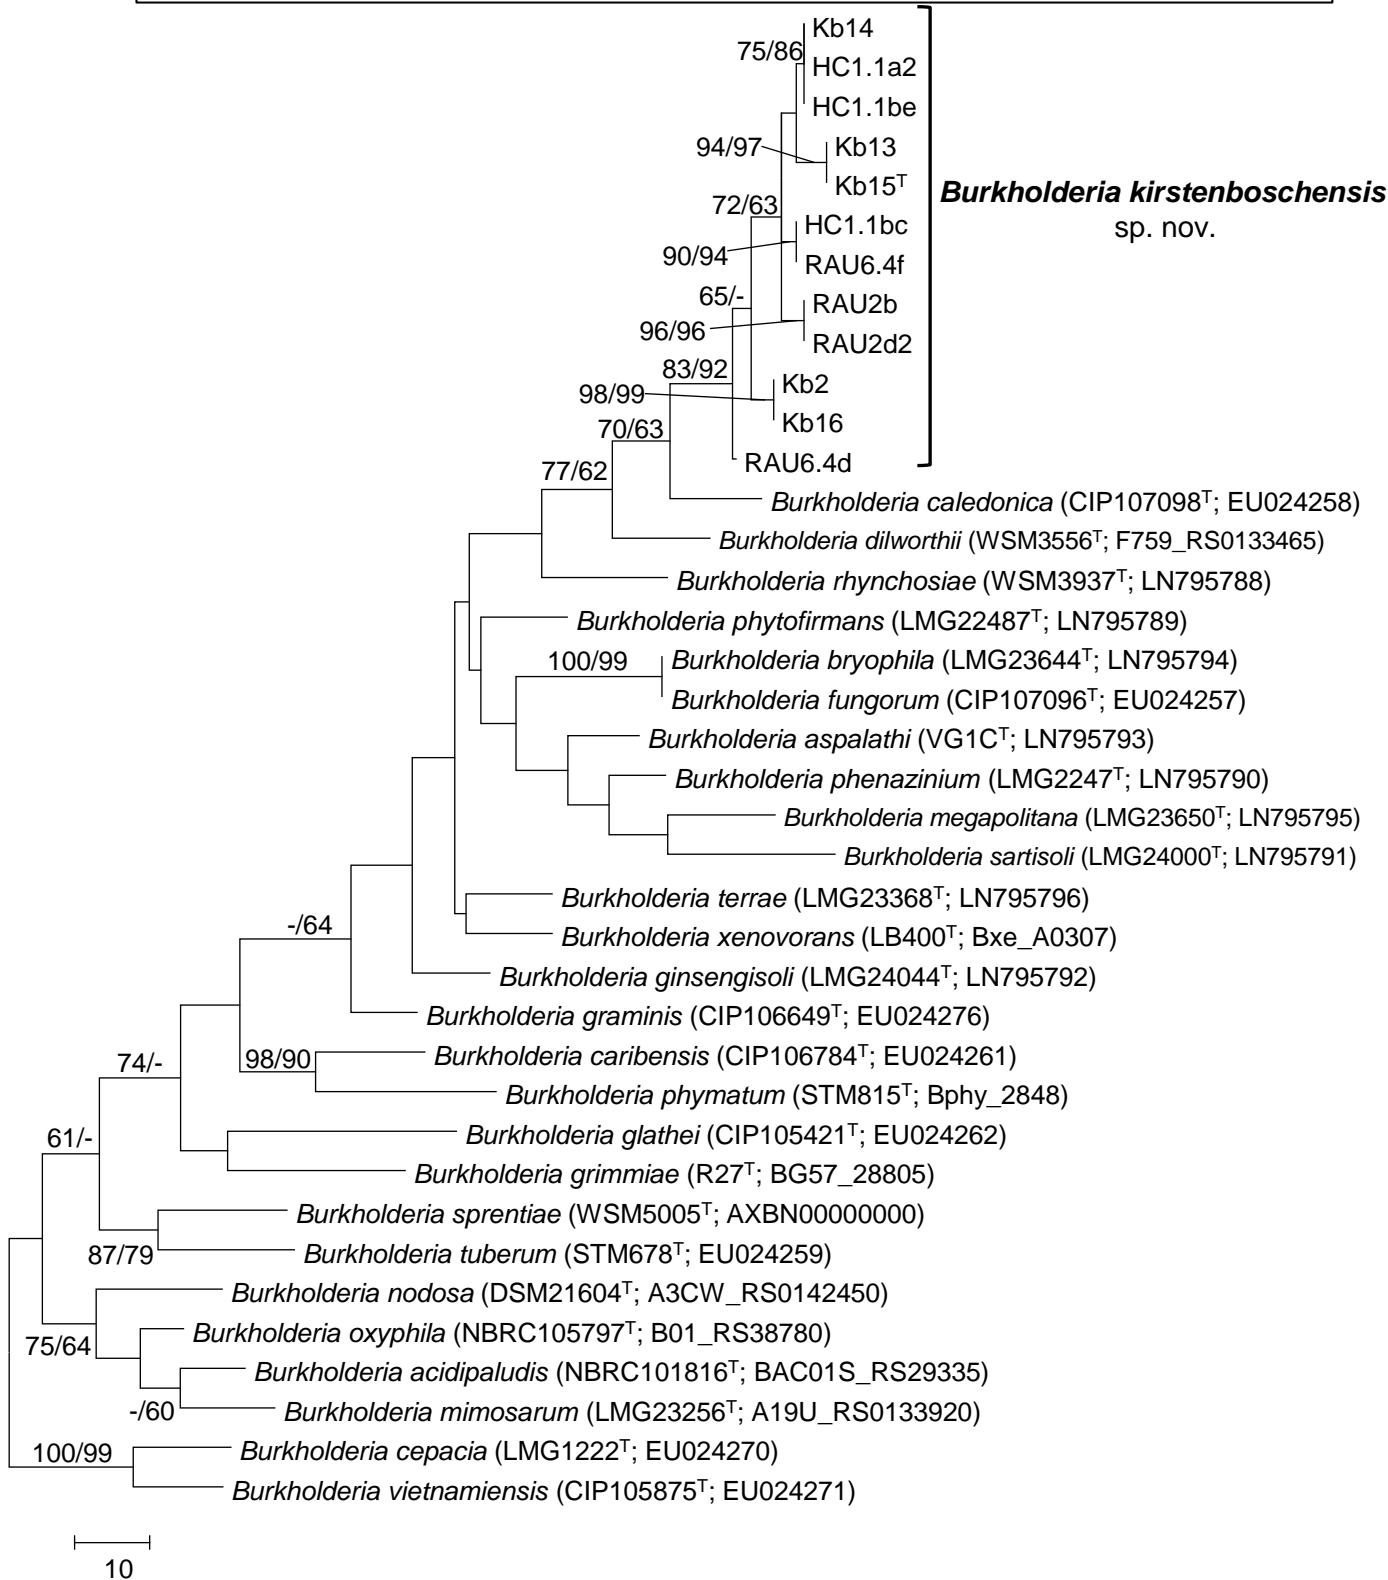 Kb14
75/86
HC1.1a2
HC1.1be
94/97
Kb13
Kb15T
Burkholderia kirstenboschensis
sp. nov.
72/63
HC1.1bc
90/94
RAU6.4f
65/-
RAU2b
96/96
RAU2d2
83/92
Kb2
98/99
Kb16
70/63
RAU6.4d
77/62
Burkholderia caledonica (CIP107098T; EU024258)
Burkholderia dilworthii (WSM3556T; F759_RS0133465)
Burkholderia rhynchosiae (WSM3937T; LN795788)
Burkholderia phytofirmans (LMG22487T; LN795789)
100/99
Burkholderia bryophila (LMG23644T; LN795794)
Burkholderia fungorum (CIP107096T; EU024257)
Burkholderia aspalathi (VG1CT; LN795793)
Burkholderia phenazinium (LMG2247T; LN795790)
Burkholderia megapolitana (LMG23650T; LN795795)
Burkholderia sartisoli (LMG24000T; LN795791)
Burkholderia terrae (LMG23368T; LN795796)
-/64
Burkholderia xenovorans (LB400T; Bxe_A0307)
Burkholderia ginsengisoli (LMG24044T; LN795792)
Burkholderia graminis (CIP106649T; EU024276)
98/90
Burkholderia caribensis (CIP106784T; EU024261)
74/-
Burkholderia phymatum (STM815T; Bphy_2848)
61/-
Burkholderia glathei (CIP105421T; EU024262)
Burkholderia grimmiae (R27T; BG57_28805)
Burkholderia sprentiae (WSM5005T; AXBN00000000)
87/79
Burkholderia tuberum (STM678T; EU024259)
Burkholderia nodosa (DSM21604T; A3CW_RS0142450)
75/64
Burkholderia oxyphila (NBRC105797T; B01_RS38780)
Burkholderia acidipaludis (NBRC101816T; BAC01S_RS29335)
-/60
Burkholderia mimosarum (LMG23256T; A19U_RS0133920)
100/99
Burkholderia cepacia (LMG1222T; EU024270)
Burkholderia vietnamiensis (CIP105875T; EU024271)
10